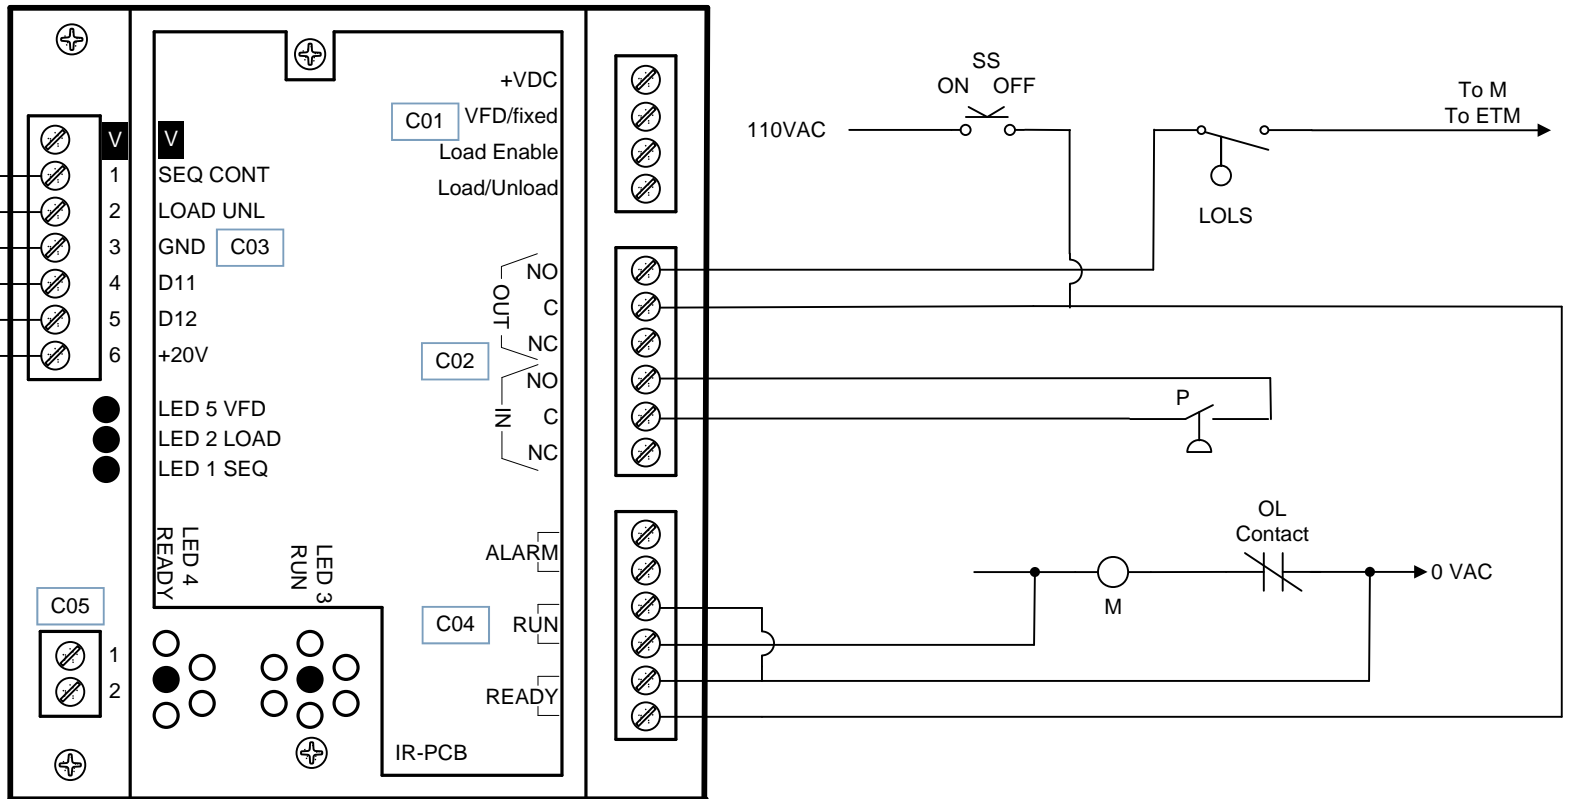 V
1
2
3
4
5
6
V
SEQ CONT
LOAD UNL
GND
C03
D11
D12
+20V
LED 5 VFD
LED 2 LOAD
LED 1 SEQ
LED 4
READY
LED 3
RUN
C05
1
2
+VDC
C01
VFD/fixed
Load Enable
Load/Unload
OUT
NO
C
NC
C02
IN
NO
C
NC
ALARM
C04
RUN
READY
IR-PCB
110VAC
SS
ON OFF
LOLS
To M
To ETM
P
OL
Contact
M
0 VAC